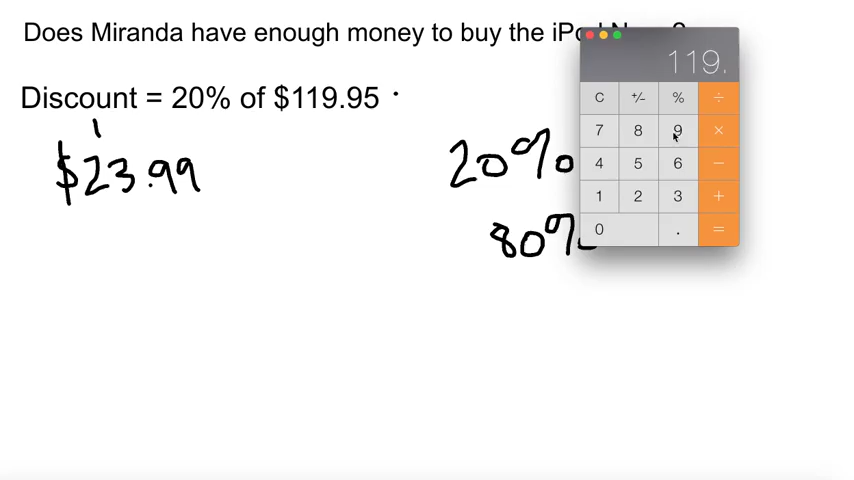 Does Miranda have enough money to buy the
Discount = 20% of $119.95
$23.99
20%
80%
119.
C +/- % ÷
7 8 9 ×
4 5 6 −
1 2 3 +
0 . =